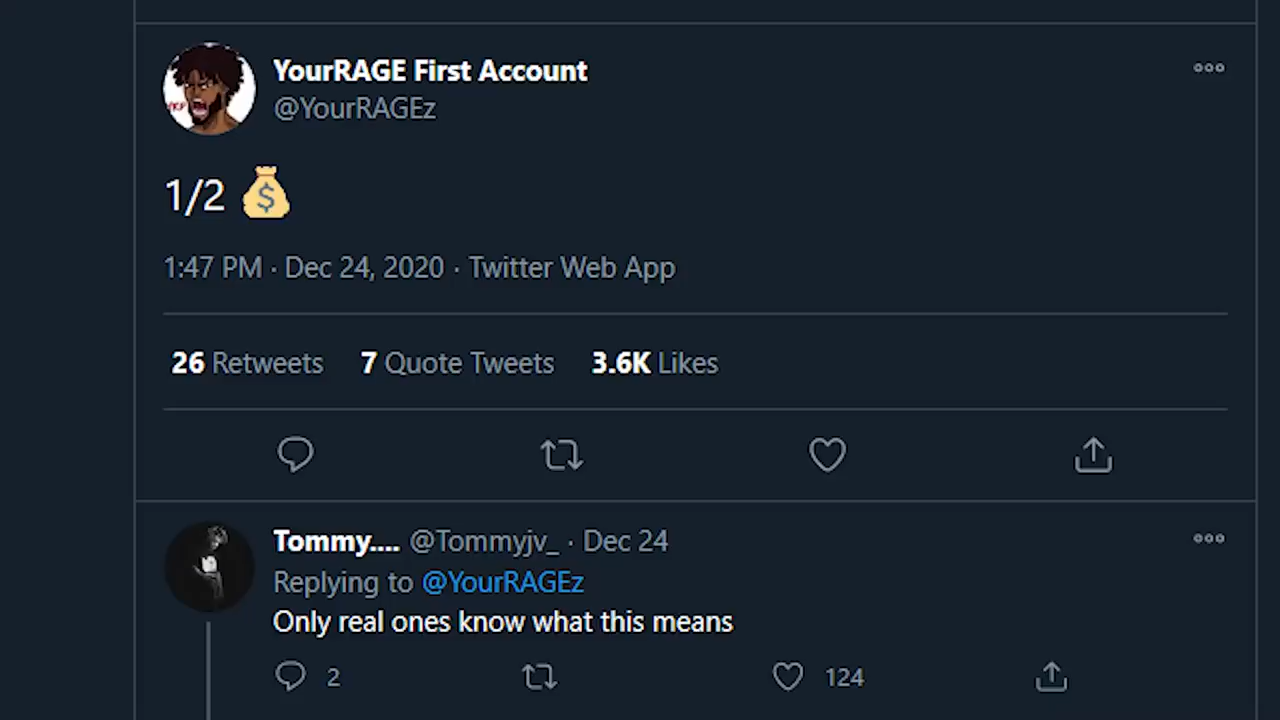 YourRAGE First Account
@YourRAGEz
1/2 💰
1:47 PM · Dec 24, 2020 · Twitter Web App
26 Retweets 7 Quote Tweets 3.6K Likes
Tommy.... @Tommyjv_ · Dec 24
Replying to @YourRAGEz
Only real ones know what this means
2 124